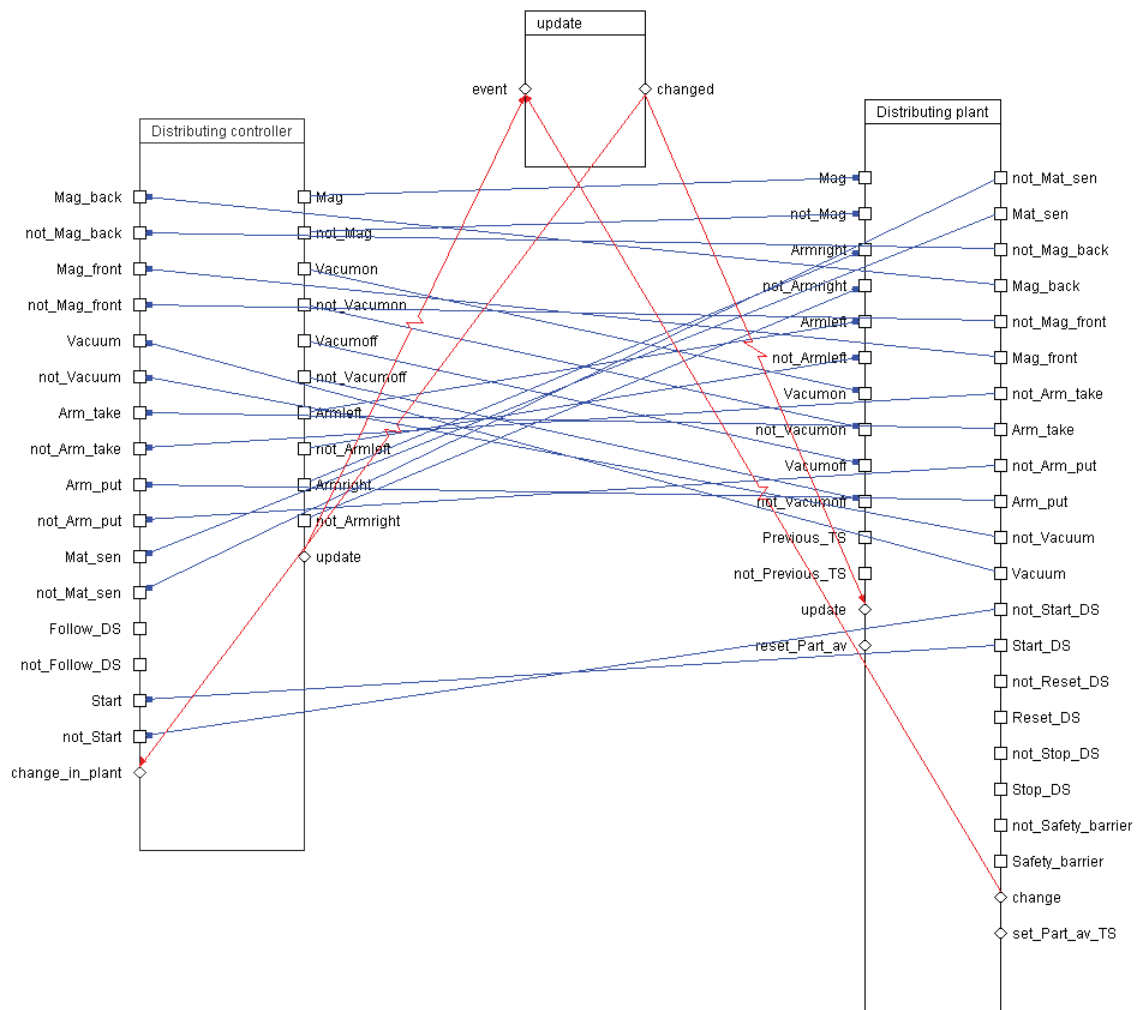 update
event
changed
Distributing controller
Mag_back
not_Mag_back
Mag_front
not_Mag_front
Vacuum
not_Vacuum
Arm_take
not_Arm_take
Arm_put
not_Arm_put
Mat_sen
not_Mat_sen
Follow_DS
not_Follow_DS
Start
not_Start
change_in_plant
Mag
not_Mag
Vacumon
not_Vacumon
Vacumoff
not_Vacumoff
Armleft
not_Armleft
Armright
not_Armright
update
Distributing plant
Mag
not_Mag
Armright
not_Armright
Armleft
not_Armleft
Vacumon
not_Vacumon
Vacumoff
not_Vacumoff
Previous_TS
not_Previous_TS
update
reset_Part_av
not_Mat_sen
Mat_sen
not_Mag_back
Mag_back
not_Mag_front
Mag_front
not_Arm_take
Arm_take
not_Arm_put
Arm_put
not_Vacuum
Vacuum
not_Start_DS
Start_DS
not_Reset_DS
Reset_DS
not_Stop_DS
Stop_DS
not_Safety_barrier
Safety_barrier
change
set_Part_av_TS